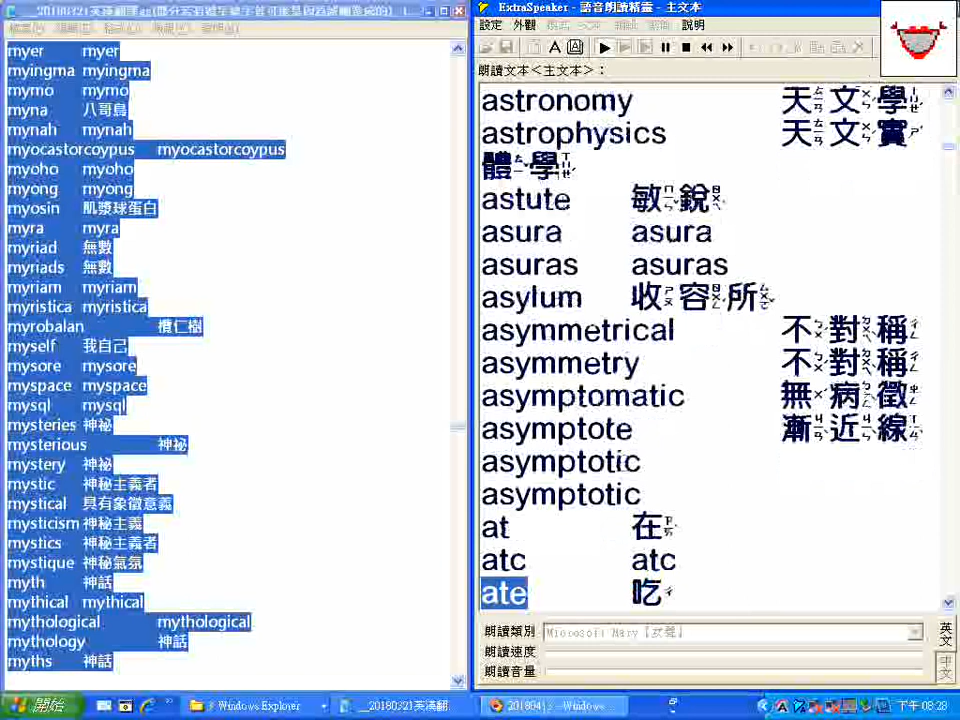 ExtraSpeaker - 語音朗讀精靈 - 主文本
設定 外觀 說明
朗讀文本<主文本>：
myer myer
myingrna myingrna
mymo mymo
myna 八哥鳥
mynah mynah
myocastorcoypus myocastorcoypus
myoho myoho
myong myong
myosin 肌漿球蛋白
myra myra
myriad 無數
myriads 無數
myriam myriam
myristica myristica
myrobalan 欖仁樹
myself 我自己
mysore mysore
myspace myspace
mysql mysql
mysteries 神祕
mysterious 神祕
mystery 神祕
mystic 神秘主義者
mystical 具有象徵意義
mysticism 神秘主義
mystics 神秘主義者
mystique 神秘氣氛
myth 神話
mythical mythical
mythological mythological
mythology 神話
myths 神話
astronomy 天文學
astrophysics 天文實
體學
astute 敏銳
asura asura
asuras asuras
asylum 收容所
asymmetrical 不對稱
asymmetry 不對稱
asymptomatic 無病徵
asymptote 漸近線
asymptotic
asymptotic
at 在
atc atc
ate 吃
朗讀類別 Microsoft Mary【女聲】
朗讀速度
朗讀音量
英文
中文
開始
Windows Explorer
下午 08:28